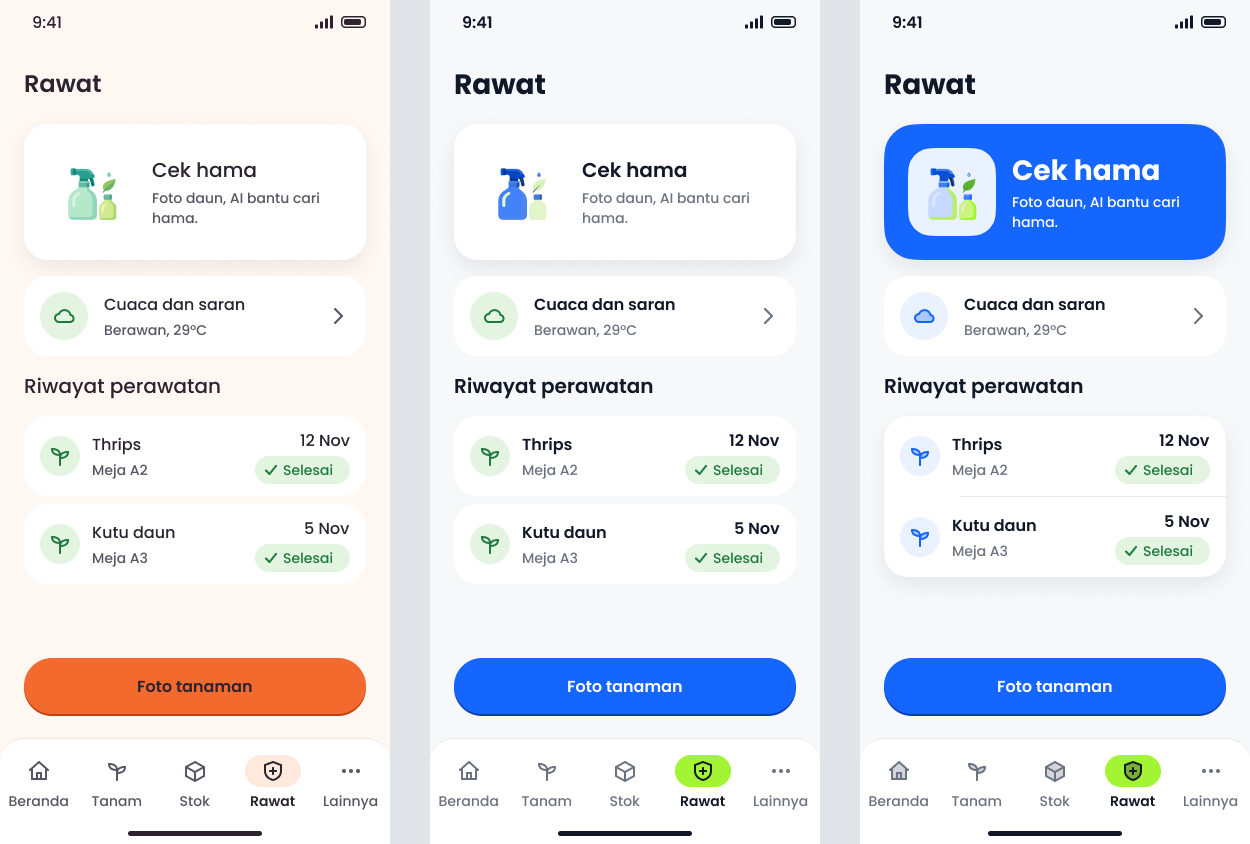 9:41
Rawat
Cek hama
Foto daun, AI bantu cari
hama.
Cuaca dan saran
Berawan, 29°C
Riwayat perawatan
Thrips
12 Nov
Meja A2
Selesai
Kutu daun
5 Nov
Meja A3
Selesai
Foto tanaman
Beranda
Tanam
Stok
Rawat
Lainnya
9:41
Rawat
Cek hama
Foto daun, AI bantu cari
hama.
Cuaca dan saran
Berawan, 29°C
Riwayat perawatan
Thrips
12 Nov
Meja A2
Selesai
Kutu daun
5 Nov
Meja A3
Selesai
Foto tanaman
Beranda
Tanam
Stok
Rawat
Lainnya
9:41
Rawat
Cek hama
Foto daun, AI bantu cari
hama.
Cuaca dan saran
Berawan, 29°C
Riwayat perawatan
Thrips
12 Nov
Meja A2
Selesai
Kutu daun
5 Nov
Meja A3
Selesai
Foto tanaman
Beranda
Tanam
Stok
Rawat
Lainnya